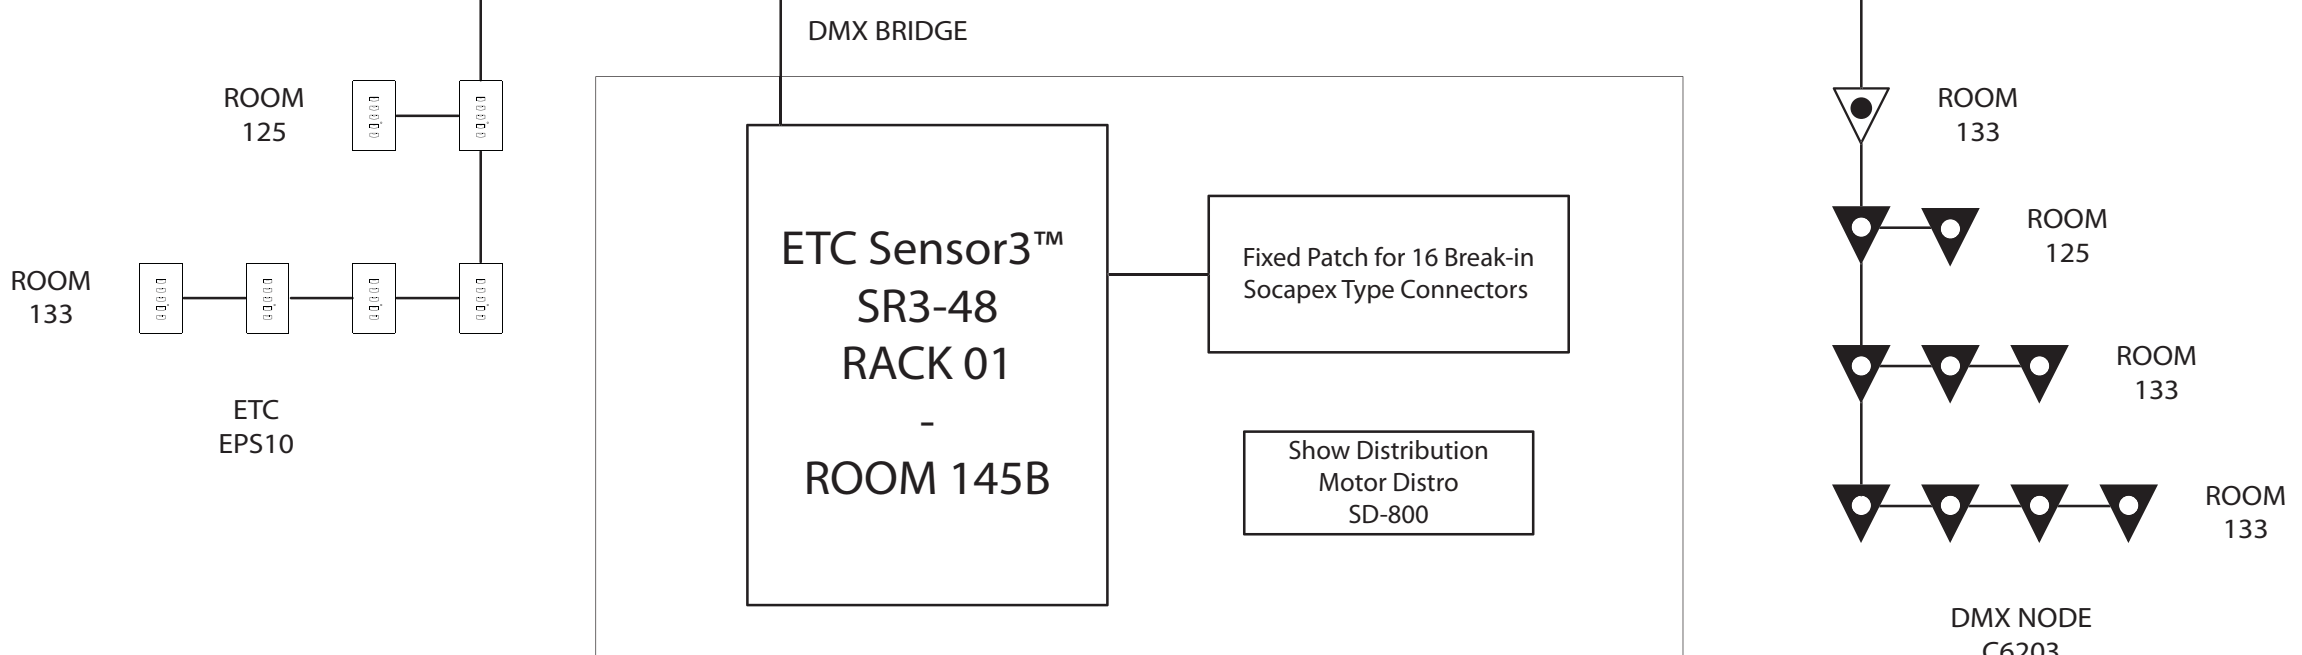 DMX BRIDGE
ROOM
125
ROOM
133
ETC
EPS10
ETC Sensor3™
SR3-48
RACK 01
-
ROOM 145B
Fixed Patch for 16 Break-in
Socapex Type Connectors
Show Distribution
Motor Distro
SD-800
ROOM
133
ROOM
125
ROOM
133
ROOM
133
DMX NODE
C6203